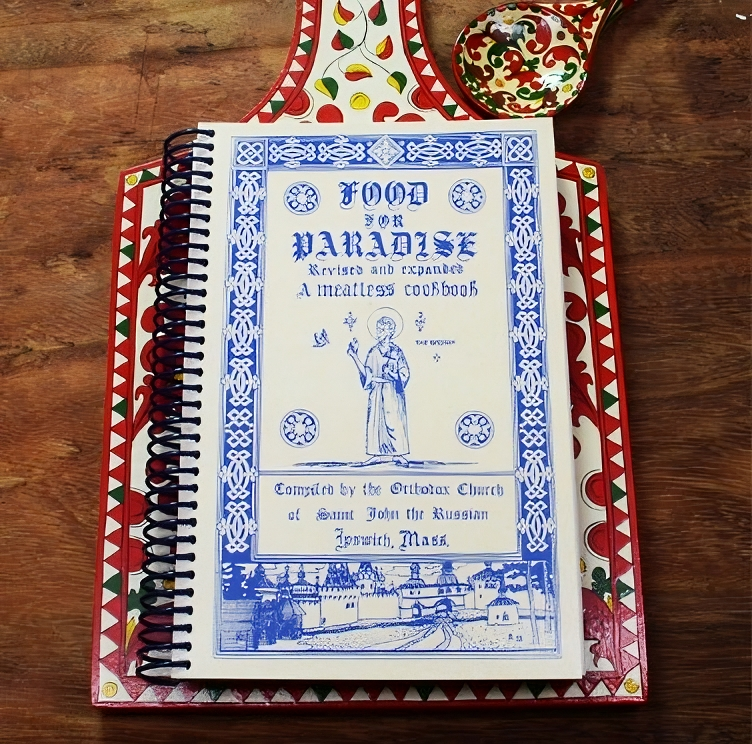 FOOD
FOR
PARADISE
Revised and expanded
A meatless cookbook
Compiled by the Orthodox Church
of Saint John the Russian
Ipswich, Mass.